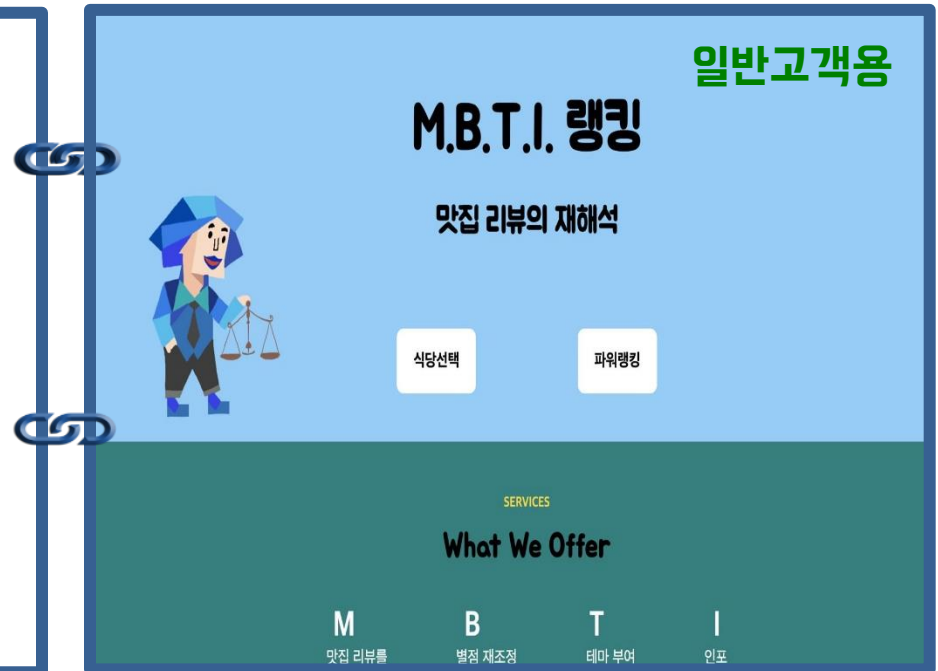 일반고객용
M.B.T.I. 랭킹
맛집 리뷰의 재해석
식당선택
파워랭킹
SERVICES
What We Offer
M B T I
맛집 리뷰를 별점 재조정 테마 부여 인포